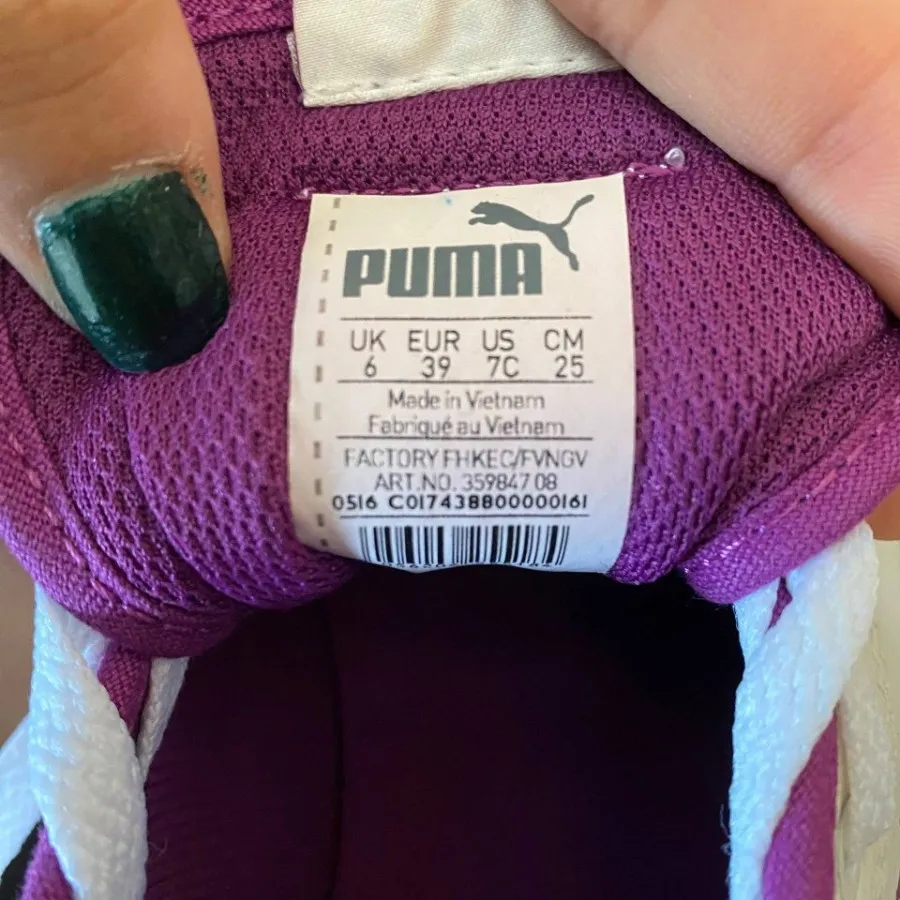 PUMA
UK EUR US CM
6 39 7C 25
Made in Vietnam
Fabriqué au Vietnam
FACTORY FHKEC/FVNGV
ART.NO. 359847 08
0516 C017438800000161